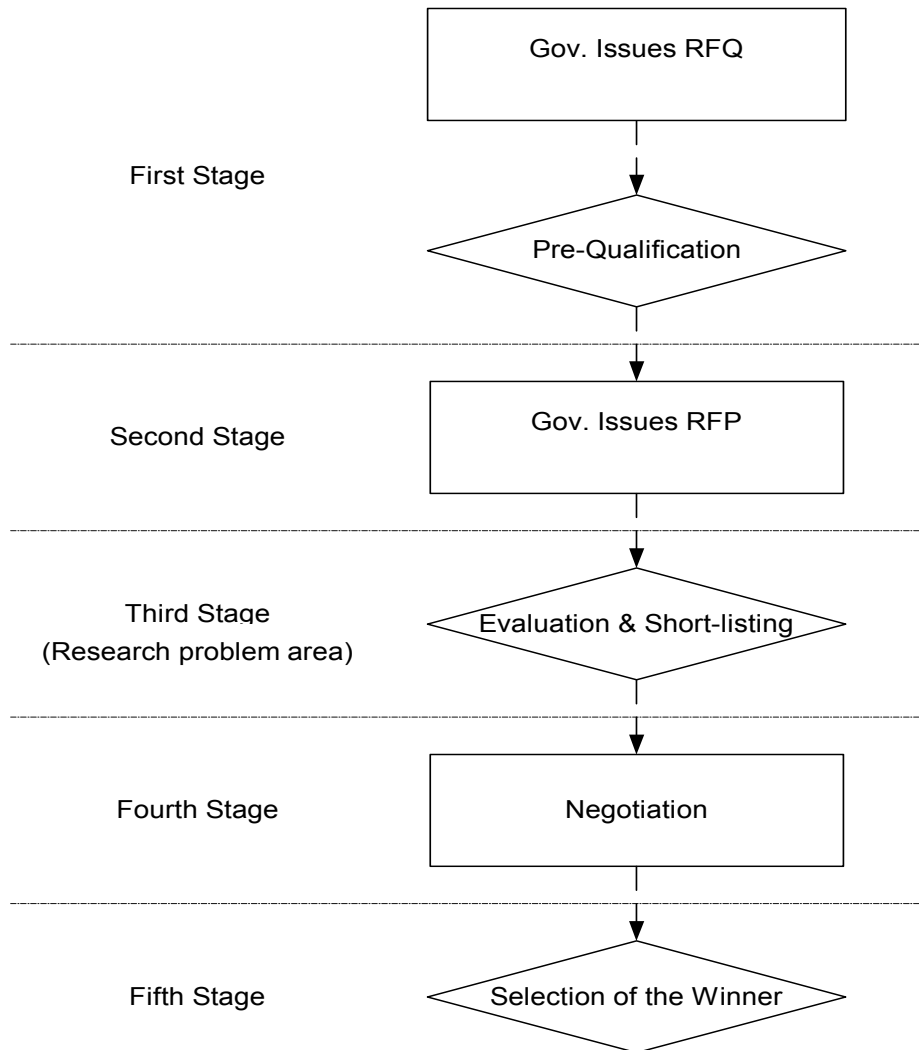 Gov. Issues RFQ
First Stage
Pre-Qualification
Second Stage
Gov. Issues RFP
Third Stage
(Research problem area)
Evaluation & Short-listing
Fourth Stage
Negotiation
Fifth Stage
Selection of the Winner